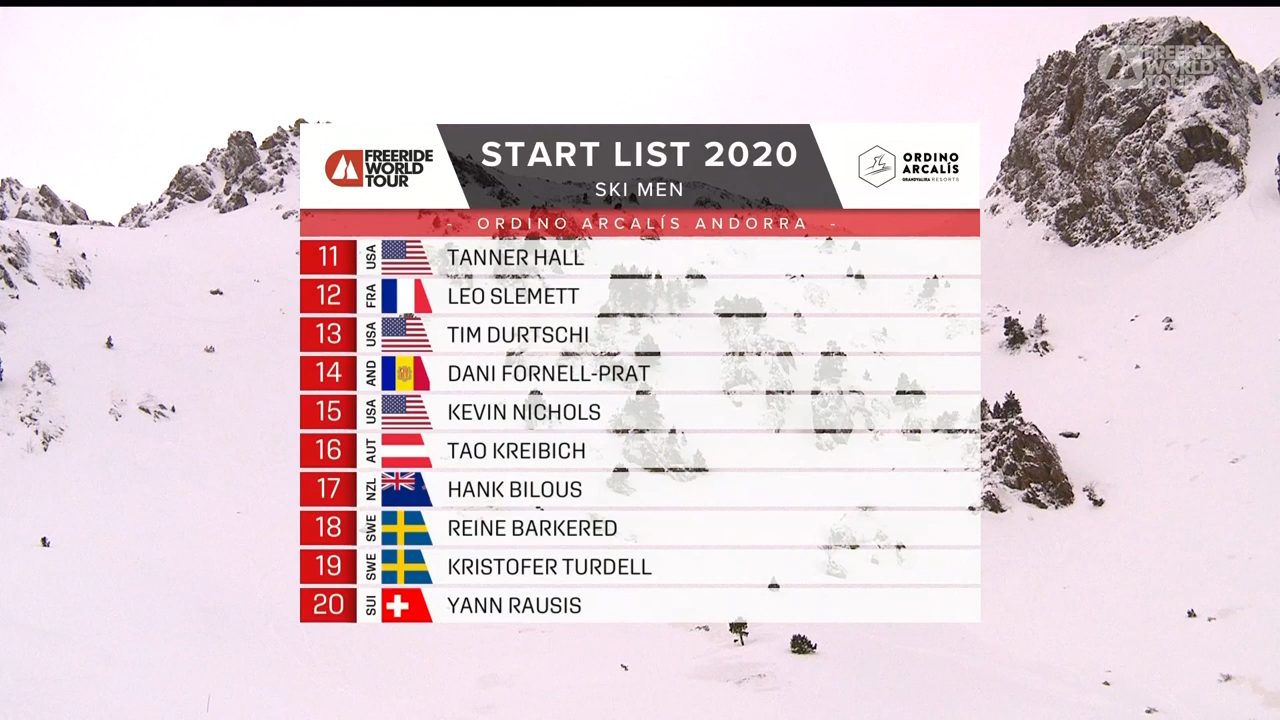 FREERIDE
WORLD
TOUR
FREERIDE
WORLD
TOUR
START LIST 2020
SKI MEN
ORDINO
ARCALÍS
GRANDVALIRA RESORTS
- ORDINO ARCALÍS ANDORRA -
11 USA TANNER HALL
12 FRA LEO SLEMETT
13 USA TIM DURTSCHI
14 AND DANI FORNELL-PRAT
15 USA KEVIN NICHOLS
16 AUT TAO KREIBICH
17 NZL HANK BILOUS
18 SWE REINE BARKERED
19 SWE KRISTOFER TURDELL
20 SUI YANN RAUSIS